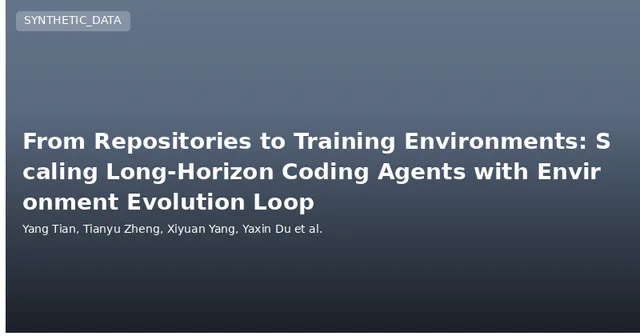 SYNTHETIC_DATA
From Repositories to Training Environments: S
caling Long-Horizon Coding Agents with Envir
onment Evolution Loop
Yang Tian, Tianyu Zheng, Xiyuan Yang, Yaxin Du et al.